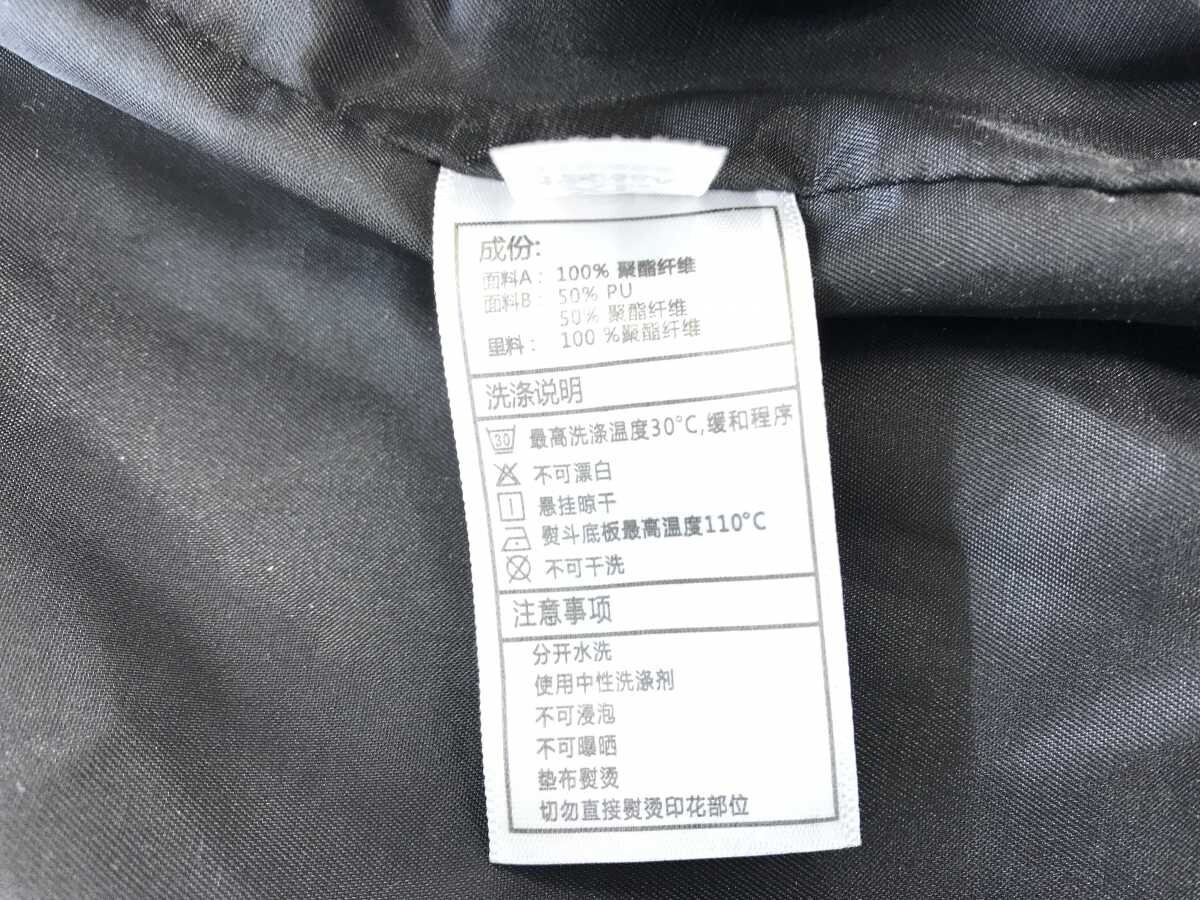 成份:
面料A: 100% 聚酯纤维
面料B: 50% PU
50% 聚酯纤维
里料: 100 %聚酯纤维
洗涤说明
30 最高洗涤温度30°C,缓和程序
不可漂白
悬挂晾干
熨斗底板最高温度110°C
不可干洗
注意事项
分开水洗
使用中性洗涤剂
不可浸泡
不可曝晒
垫布熨烫
切勿直接熨烫印花部位